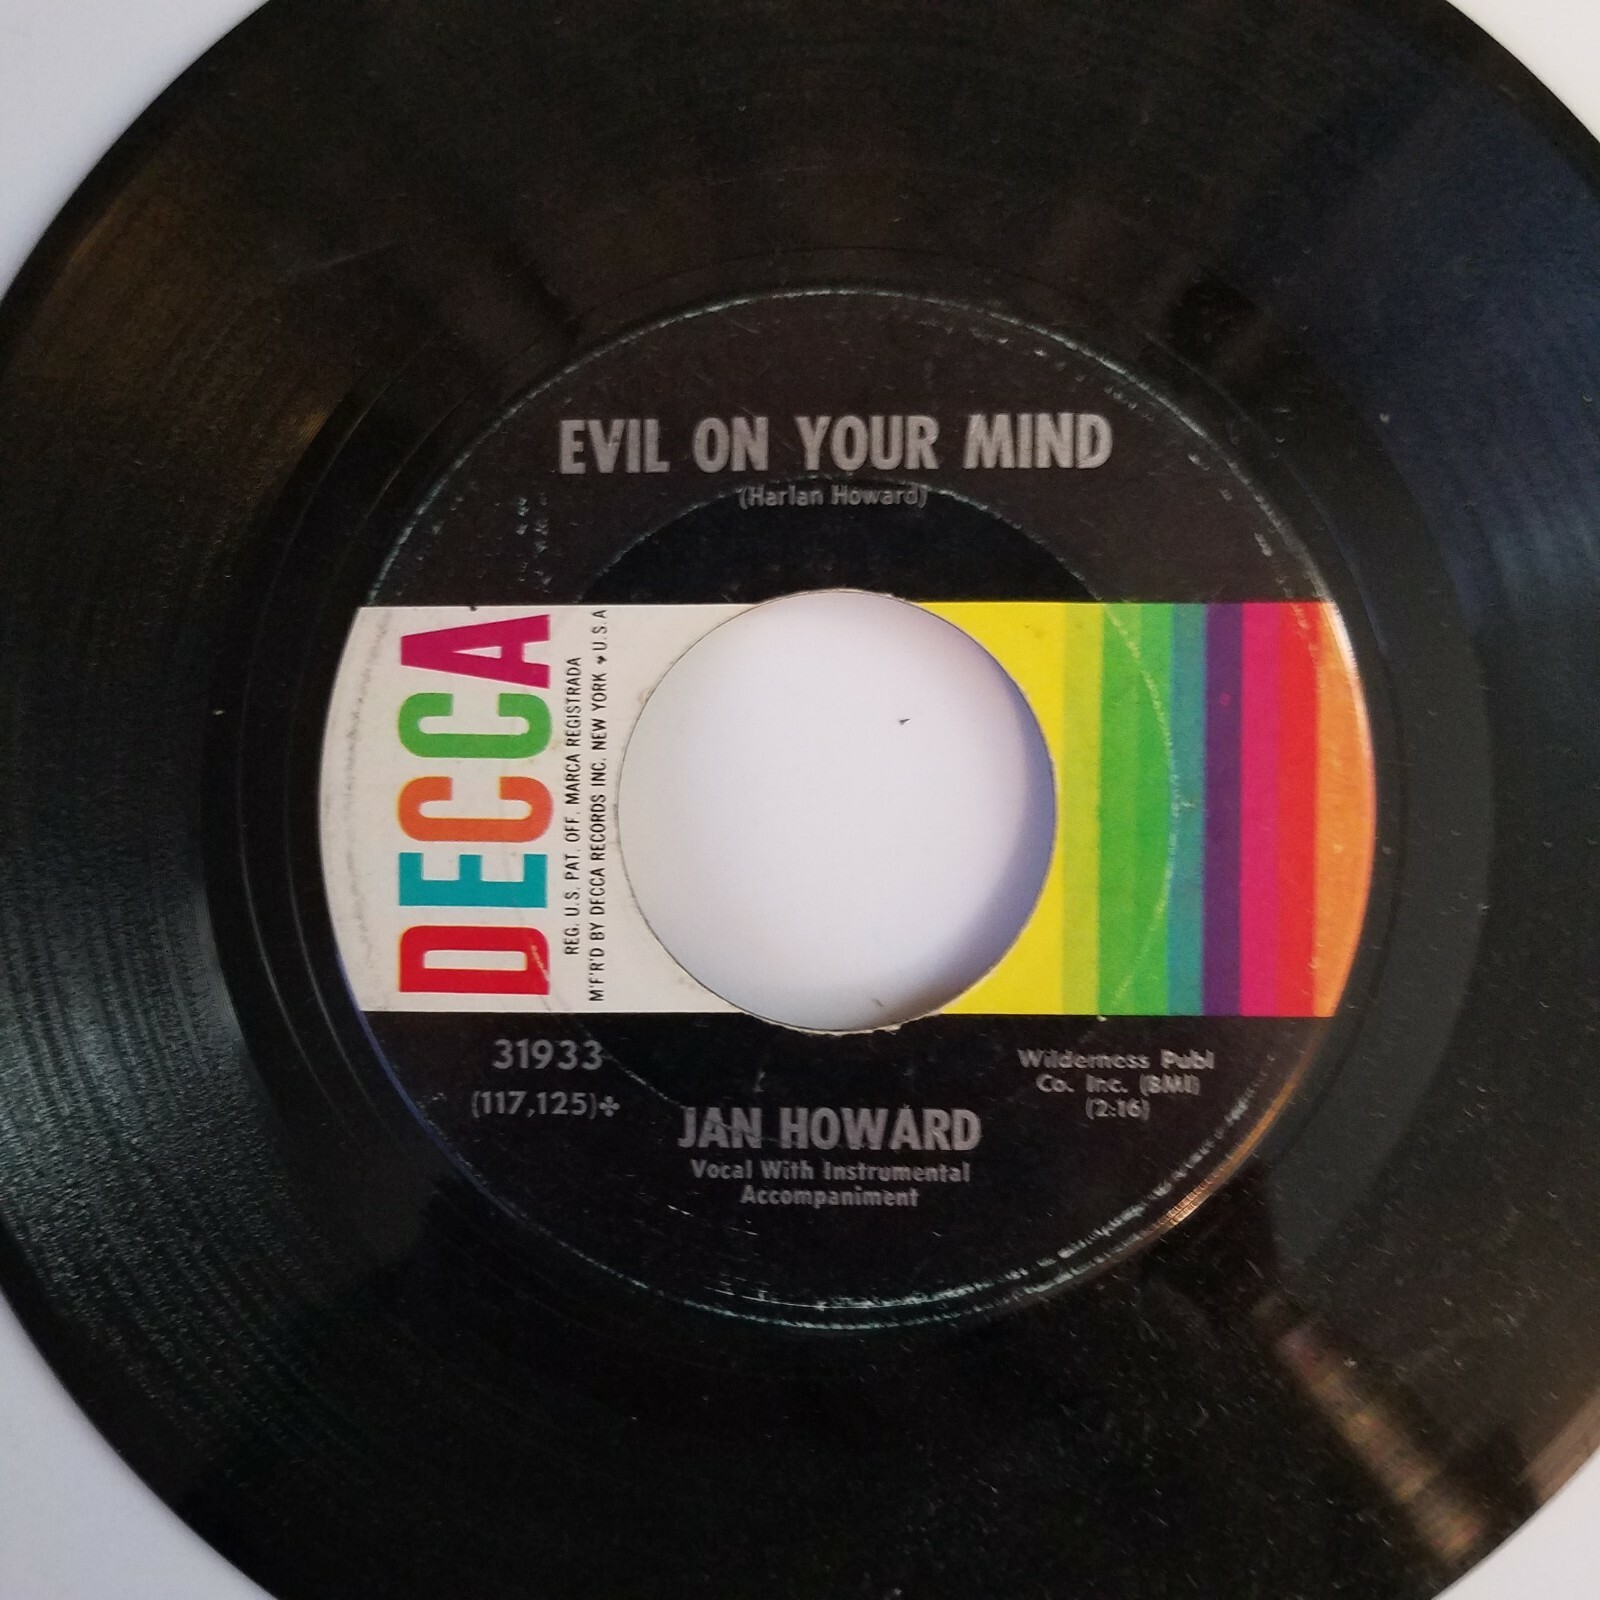 EVIL ON YOUR MIND
(Harlan Howard)
DECCA
REG. U.S. PAT. OFF. MARCA REGISTRADA
M'F'R'D BY DECCA RECORDS INC. NEW YORK ♥ U.S.A
31933
(117,125)✤
Wilderness Publ
Co. Inc. (BMI)
(2:16)
JAN HOWARD
Vocal With Instrumental
Accompaniment